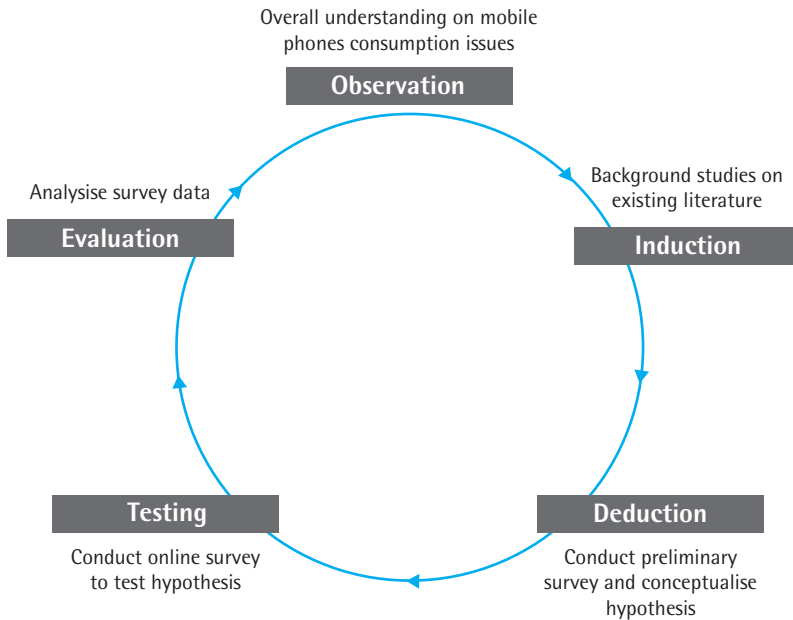 Overall understanding on mobile
phones consumption issues
Observation
Background studies on
existing literature
Induction
Deduction
Conduct preliminary
survey and conceptualise
hypothesis
Testing
Conduct online survey
to test hypothesis
Analysise survey data
Evaluation